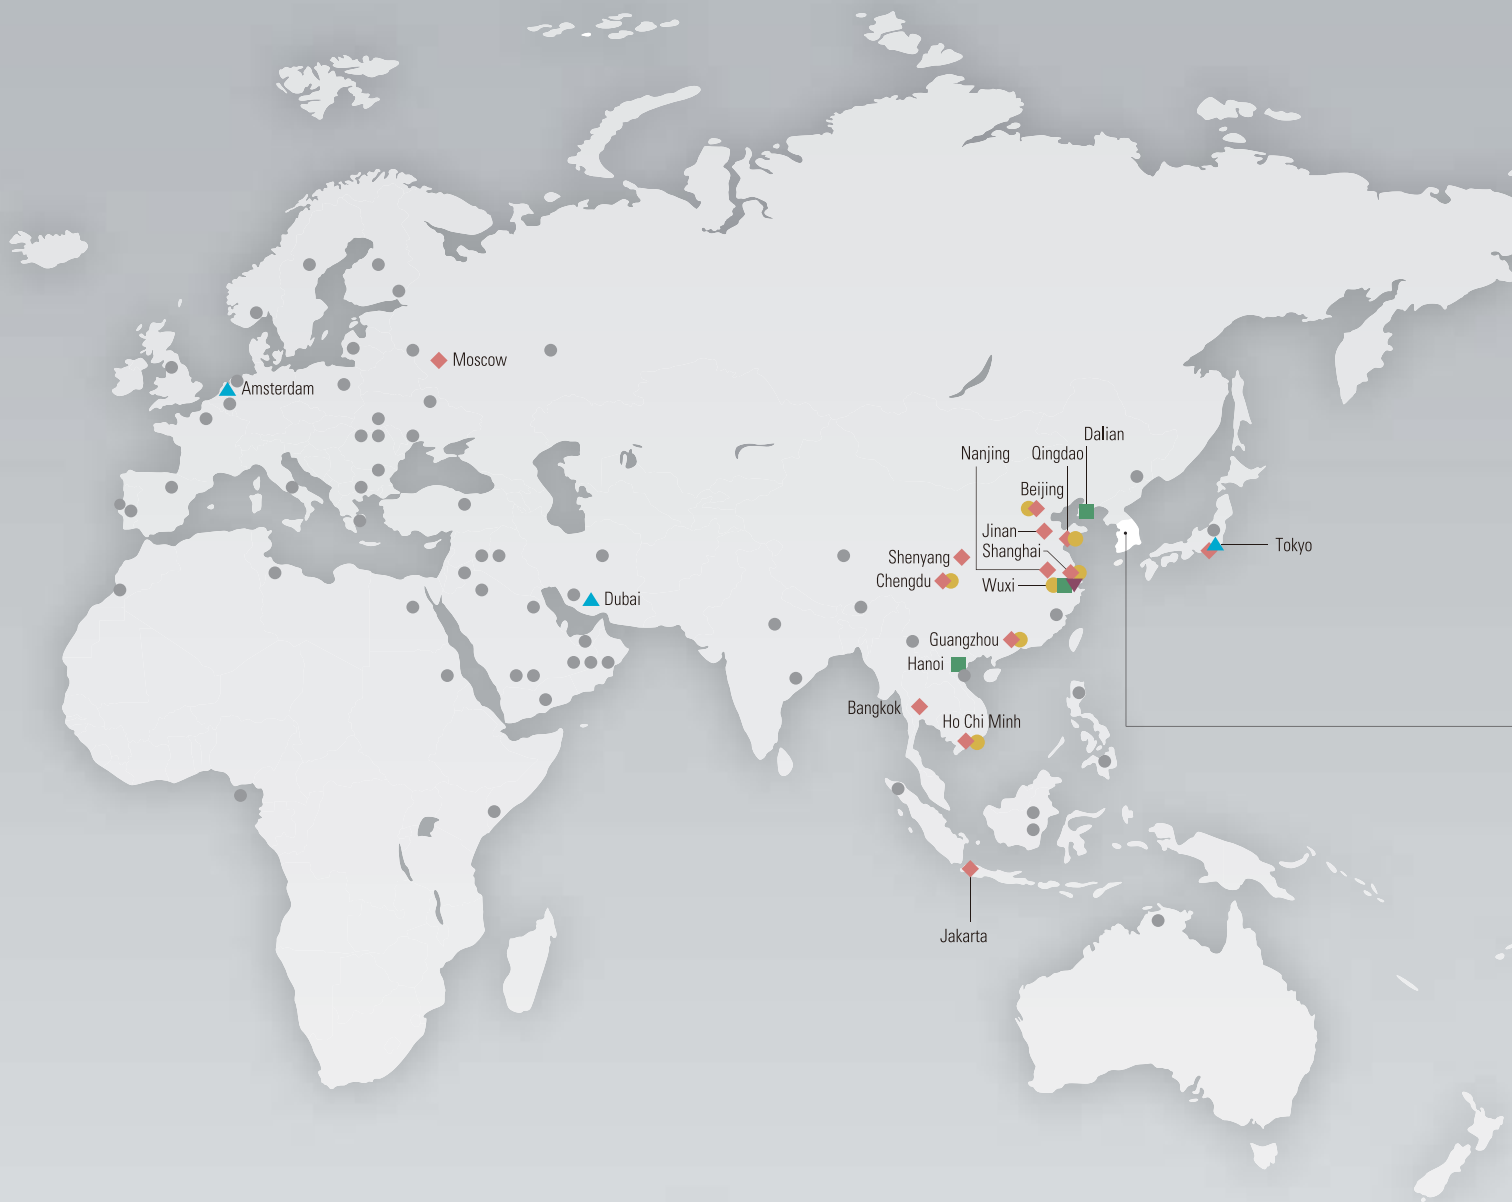 Moscow
Amsterdam
Dalian
Nanjing
Qingdao
Beijing
Jinan
Tokyo
Shanghai
Shenyang
Chengdu
Wuxi
Dubai
Guangzhou
Hanoi
Bangkok
Ho Chi Minh
Jakarta